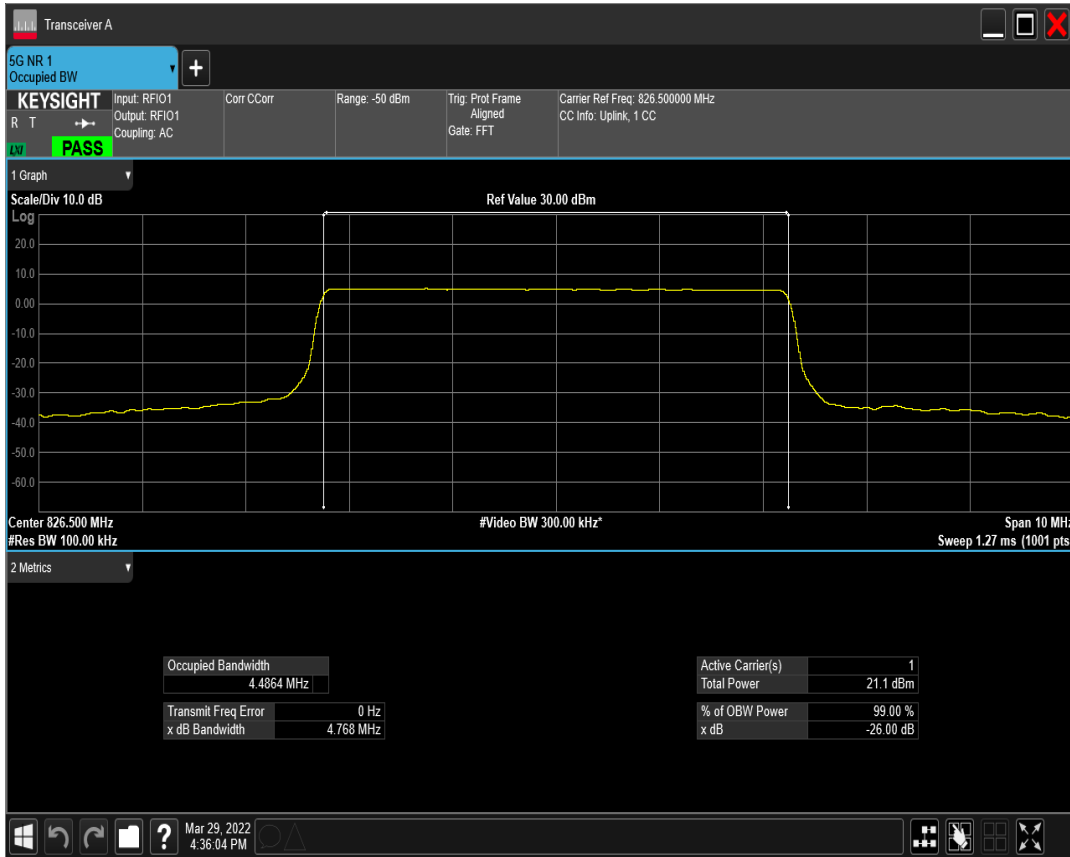 Transceiver A
5G NR 1
Occupied BW
KEYSIGHT
R T
LXI
PASS
Input: RFIO1
Output: RFIO1
Coupling: AC
Corr CCorr
Range: -50 dBm
Trig: Prot Frame
Aligned
Gate: FFT
Carrier Ref Freq: 826.500000 MHz
CC Info: Uplink, 1 CC
1 Graph
Scale/Div 10.0 dB
Ref Value 30.00 dBm
Log
20.0
10.0
0.00
-10.0
-20.0
-30.0
-40.0
-50.0
-60.0
Center 826.500 MHz
#Video BW 300.00 kHz*
Span 10 MHz
#Res BW 100.00 kHz
Sweep 1.27 ms (1001 pts
2 Metrics
Occupied Bandwidth
4.4864 MHz
Transmit Freq Error 0 Hz
x dB Bandwidth 4.768 MHz
Active Carrier(s) 1
Total Power 21.1 dBm
% of OBW Power 99.00 %
x dB -26.00 dB
?
Mar 29, 2022
4:36:04 PM